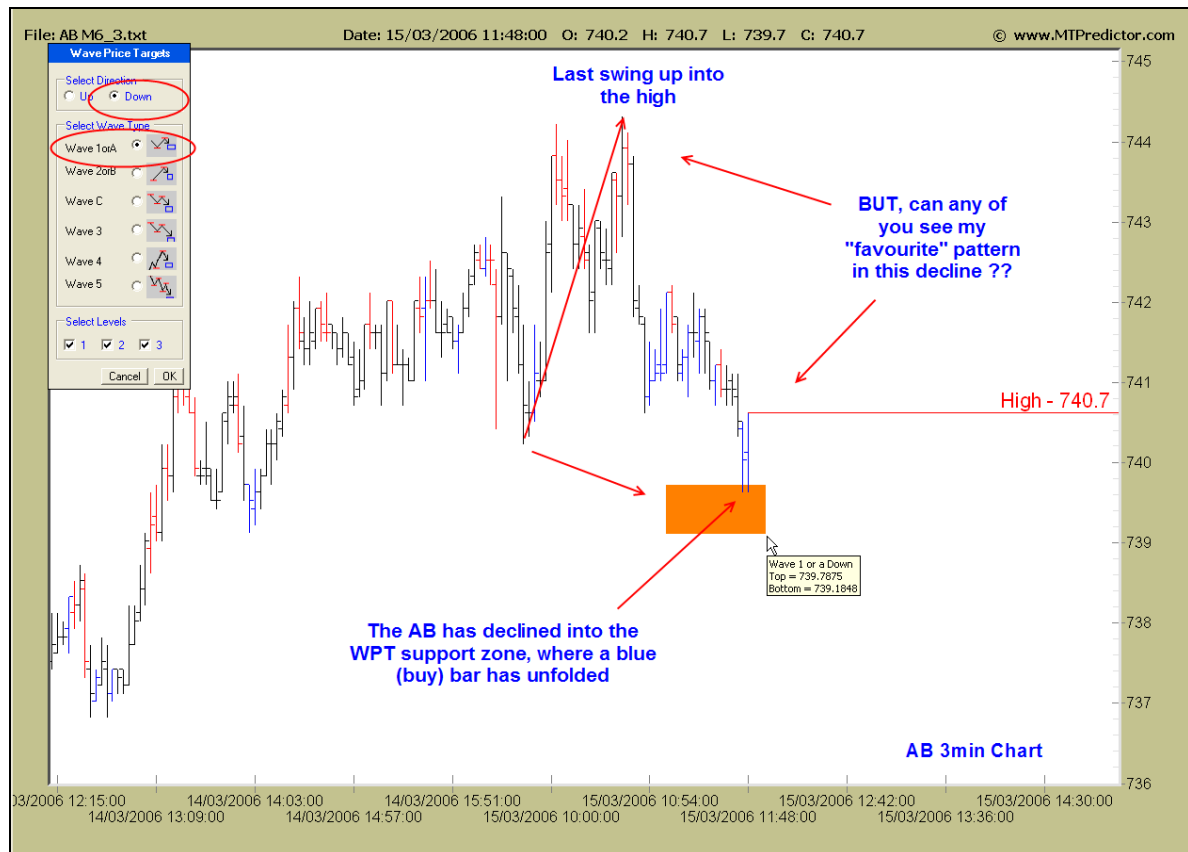 File: AB M6_3.txt
Date: 15/03/2006 11:48:00 O: 740.2 H: 740.7 L: 739.7 C: 740.7
© www.MTPredictor.com
Wave Price Targets
Select Direction
Up Down
Select Wave Type
Wave 1orA
Wave 2orB
Wave C
Wave 3
Wave 4
Wave 5
Select Levels
1 2 3
Cancel OK
Last swing up into
the high
BUT, can any of
you see my
"favourite" pattern
in this decline ??
High - 740.7
Wave 1 or a Down
Top = 739.7875
Bottom = 739.1848
The AB has declined into the
WPT support zone, where a blue
(buy) bar has unfolded
AB 3min Chart
745
744
743
742
741
740
739
738
737
736
03/2006 12:15:00 14/03/2006 14:03:00 14/03/2006 15:51:00 15/03/2006 10:54:00 15/03/2006 12:42:00 15/03/2006 14:30:00
14/03/2006 13:09:00 14/03/2006 14:57:00 15/03/2006 10:00:00 15/03/2006 11:48:00 15/03/2006 13:36:00